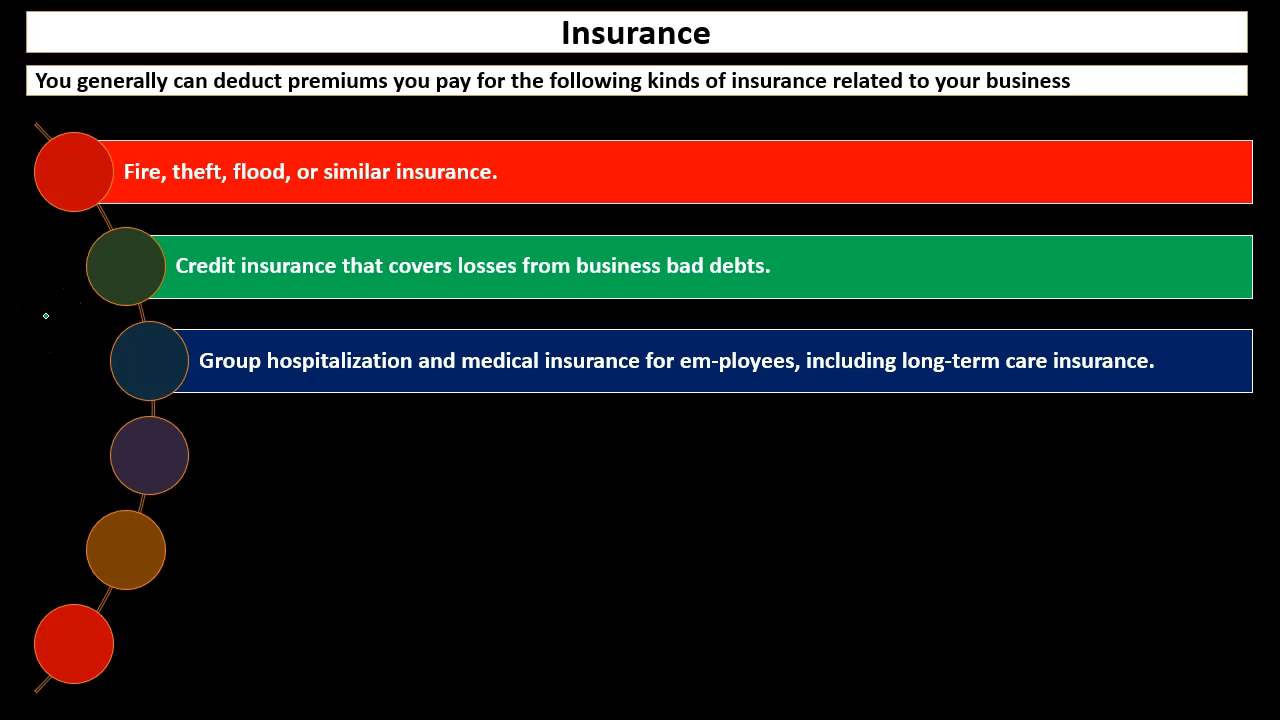 Insurance
You generally can deduct premiums you pay for the following kinds of insurance related to your business
Fire, theft, flood, or similar insurance.
Credit insurance that covers losses from business bad debts.
Group hospitalization and medical insurance for em-ployees, including long-term care insurance.